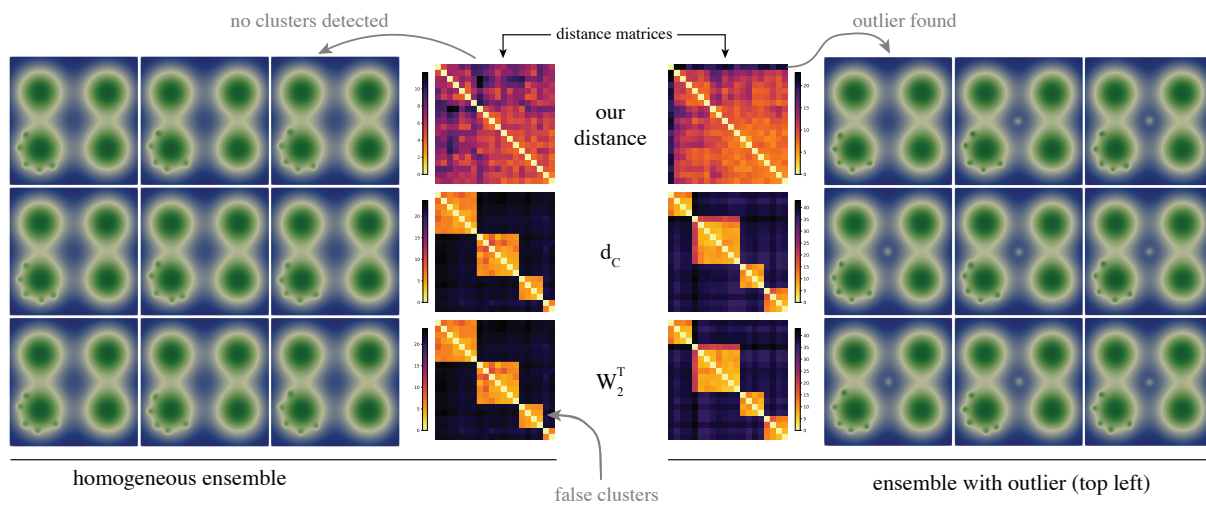 no clusters detected
distance matrices
outlier found
our
distance
d_C
W_2^T
homogeneous ensemble
false clusters
ensemble with outlier (top left)